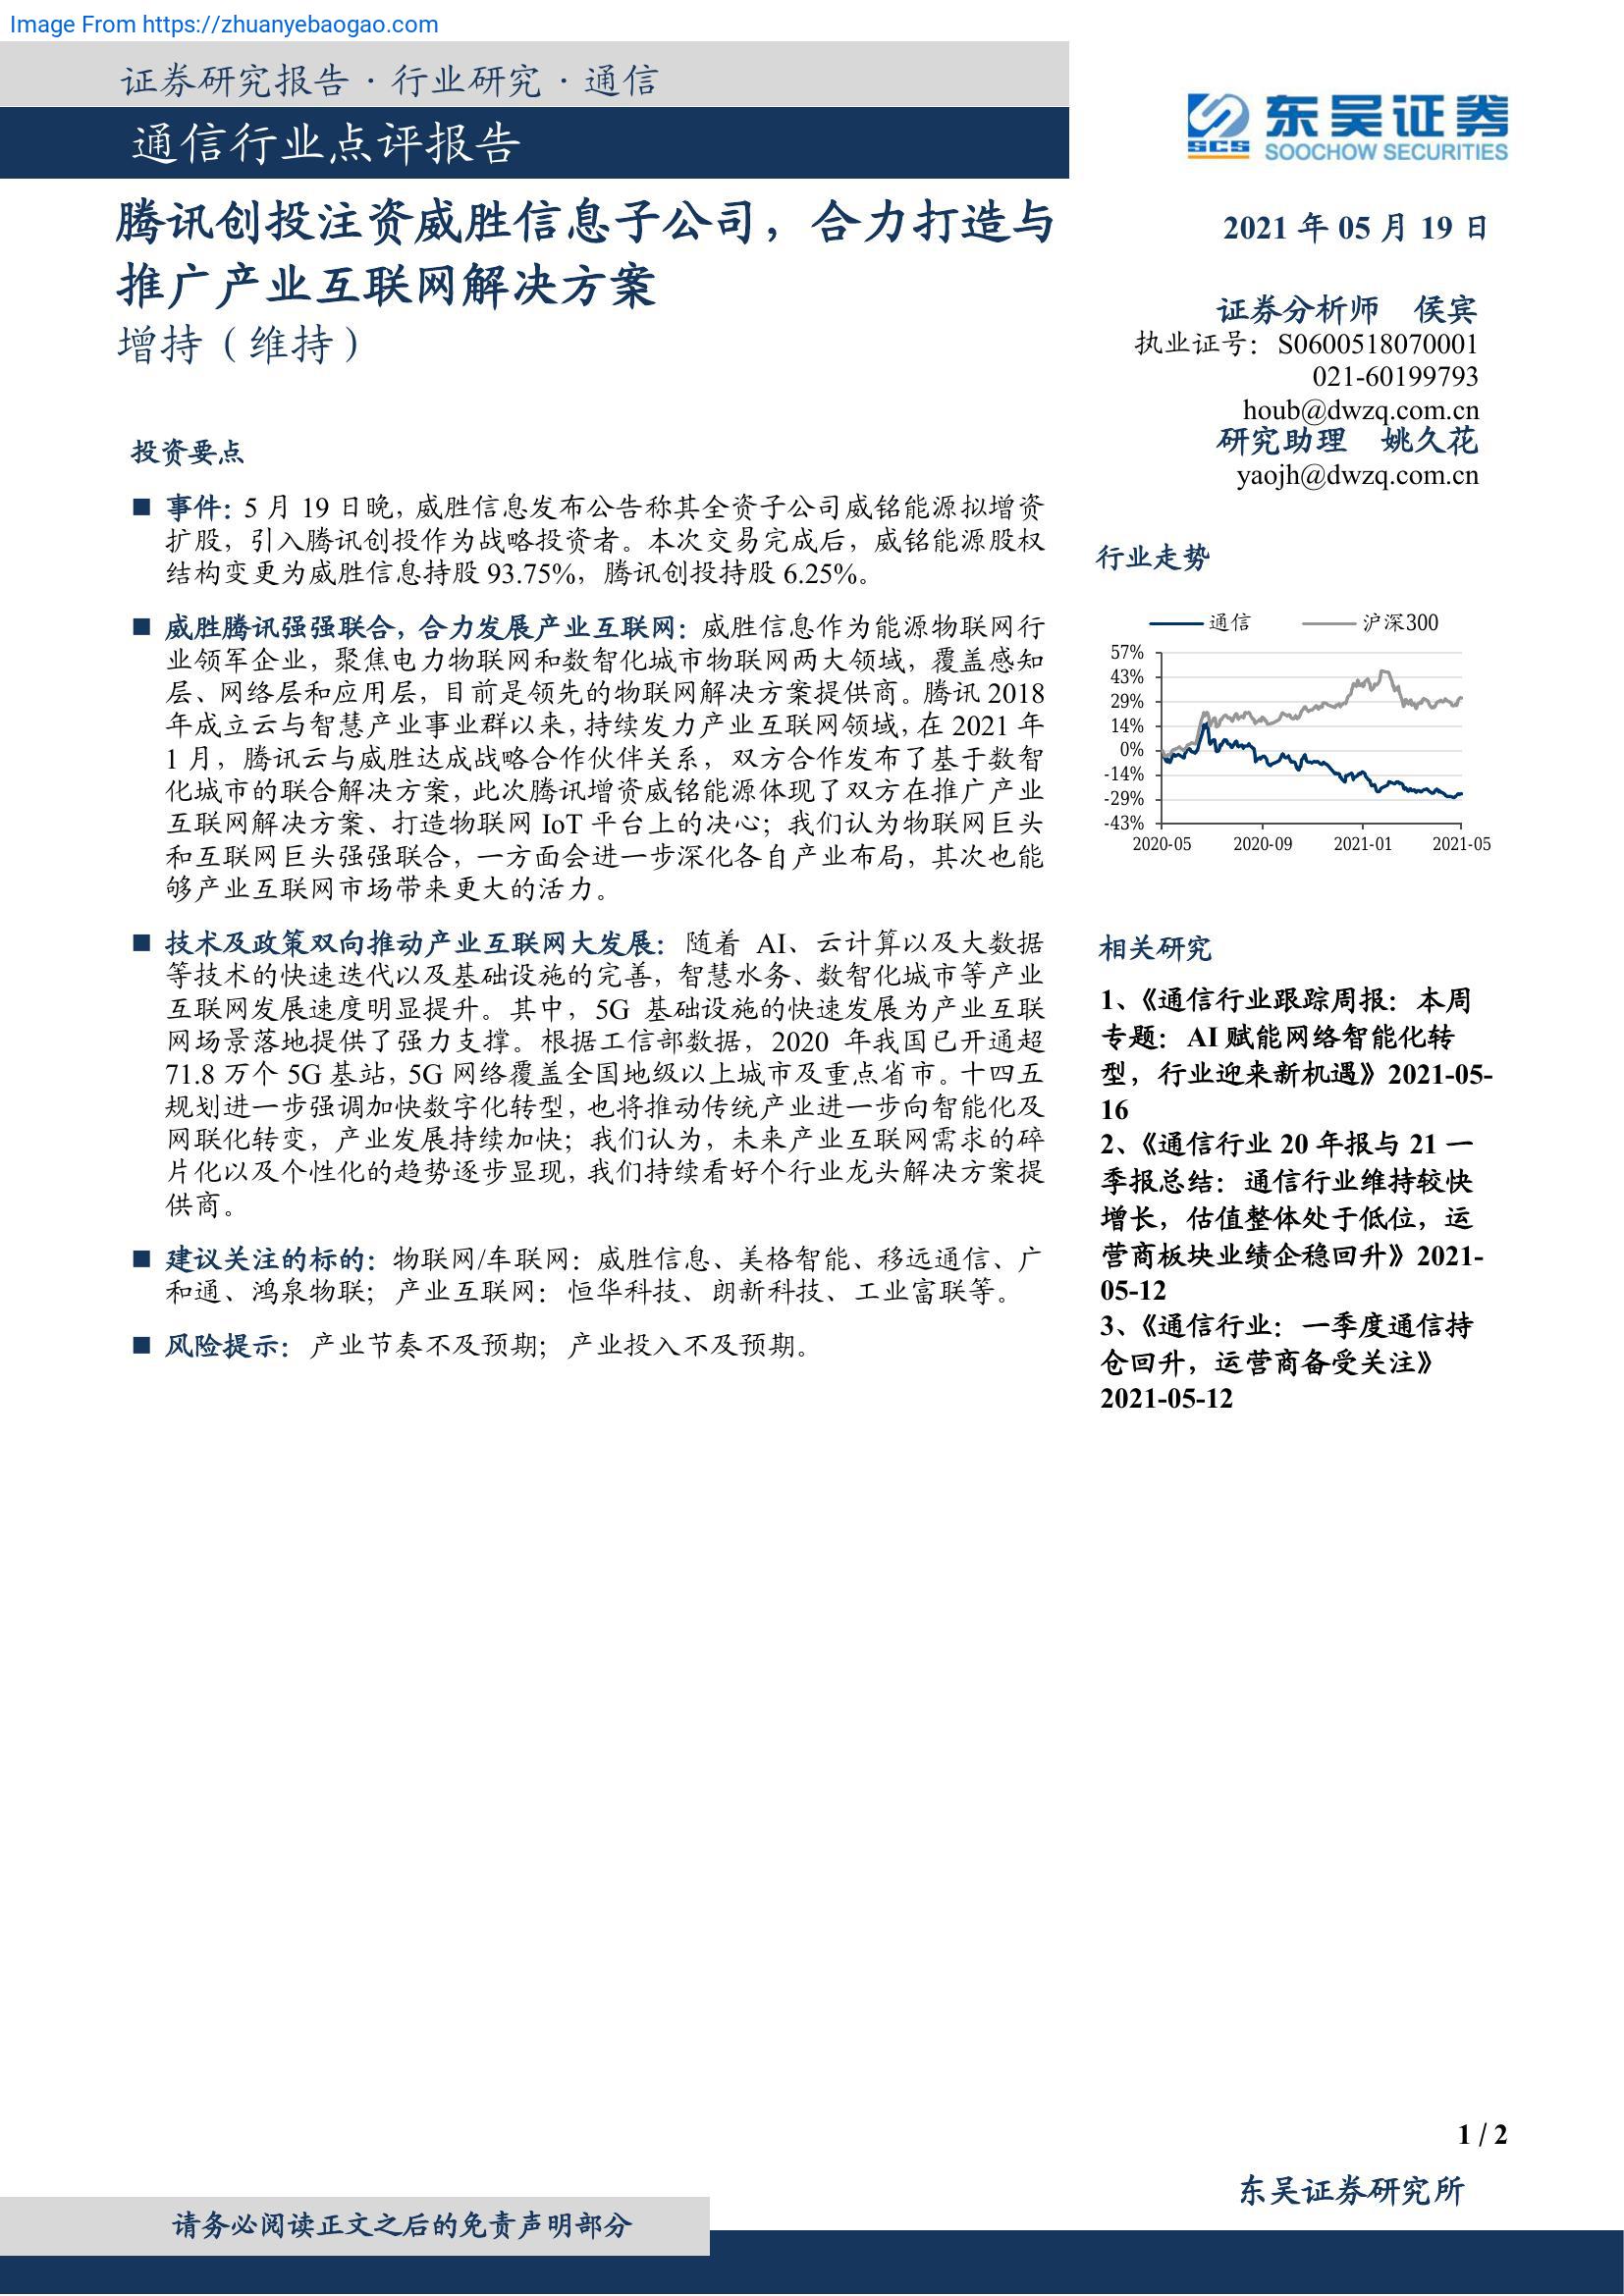 Image From https://zhuanyebaogao.com
证券研究报告·行业研究·通信
通信行业点评报告
SCS
东吴证券
SOOCHOW SECURITIES
腾讯创投注资威胜信息子公司，合力打造与
推广产业互联网解决方案
增持（维持）
投资要点
■ 事件：5 月 19 日晚，威胜信息发布公告称其全资子公司威铭能源拟增资
扩股，引入腾讯创投作为战略投资者。本次交易完成后，威铭能源股权
结构变更为威胜信息持股 93.75%，腾讯创投持股 6.25%。
■ 威胜腾讯强强联合，合力发展产业互联网：威胜信息作为能源物联网行
业领军企业，聚焦电力物联网和数智化城市物联网两大领域，覆盖感知
层、网络层和应用层，目前是领先的物联网解决方案提供商。腾讯 2018
年成立云与智慧产业事业群以来，持续发力产业互联网领域，在 2021 年
1 月，腾讯云与威胜达成战略合作伙伴关系，双方合作发布了基于数智
化城市的联合解决方案，此次腾讯增资威铭能源体现了双方在推广产业
互联网解决方案、打造物联网 IoT 平台上的决心；我们认为物联网巨头
和互联网巨头强强联合，一方面会进一步深化各自产业布局，其次也能
够产业互联网市场带来更大的活力。
■ 技术及政策双向推动产业互联网大发展：随着 AI、云计算以及大数据
等技术的快速迭代以及基础设施的完善，智慧水务、数智化城市等产业
互联网发展速度明显提升。其中，5G 基础设施的快速发展为产业互联
网场景落地提供了强力支撑。根据工信部数据，2020 年我国已开通超
71.8 万个 5G 基站，5G 网络覆盖全国地级以上城市及重点省市。十四五
规划进一步强调加快数字化转型，也将推动传统产业进一步向智能化及
网联化转变，产业发展持续加快；我们认为，未来产业互联网需求的碎
片化以及个性化的趋势逐步显现，我们持续看好个行业龙头解决方案提
供商。
■ 建议关注的标的：物联网/车联网：威胜信息、美格智能、移远通信、广
和通、鸿泉物联；产业互联网：恒华科技、朗新科技、工业富联等。
■ 风险提示：产业节奏不及预期；产业投入不及预期。
2021 年 05 月 19 日
证券分析师 侯宾
执业证号：S0600518070001
021-60199793
houb@dwzq.com.cn
研究助理 姚久花
yaojh@dwzq.com.cn
行业走势
通信 沪深300
57%
43%
29%
14%
0%
-14%
-29%
-43%
2020-05 2020-09 2021-01 2021-05
相关研究
1、《通信行业跟踪周报：本周
专题：AI 赋能网络智能化转
型，行业迎来新机遇》2021-05-
16
2、《通信行业 20 年报与 21 一
季报总结：通信行业维持较快
增长，估值整体处于低位，运
营商板块业绩企稳回升》2021-
05-12
3、《通信行业：一季度通信持
仓回升，运营商备受关注》
2021-05-12
1 / 2
东吴证券研究所
请务必阅读正文之后的免责声明部分